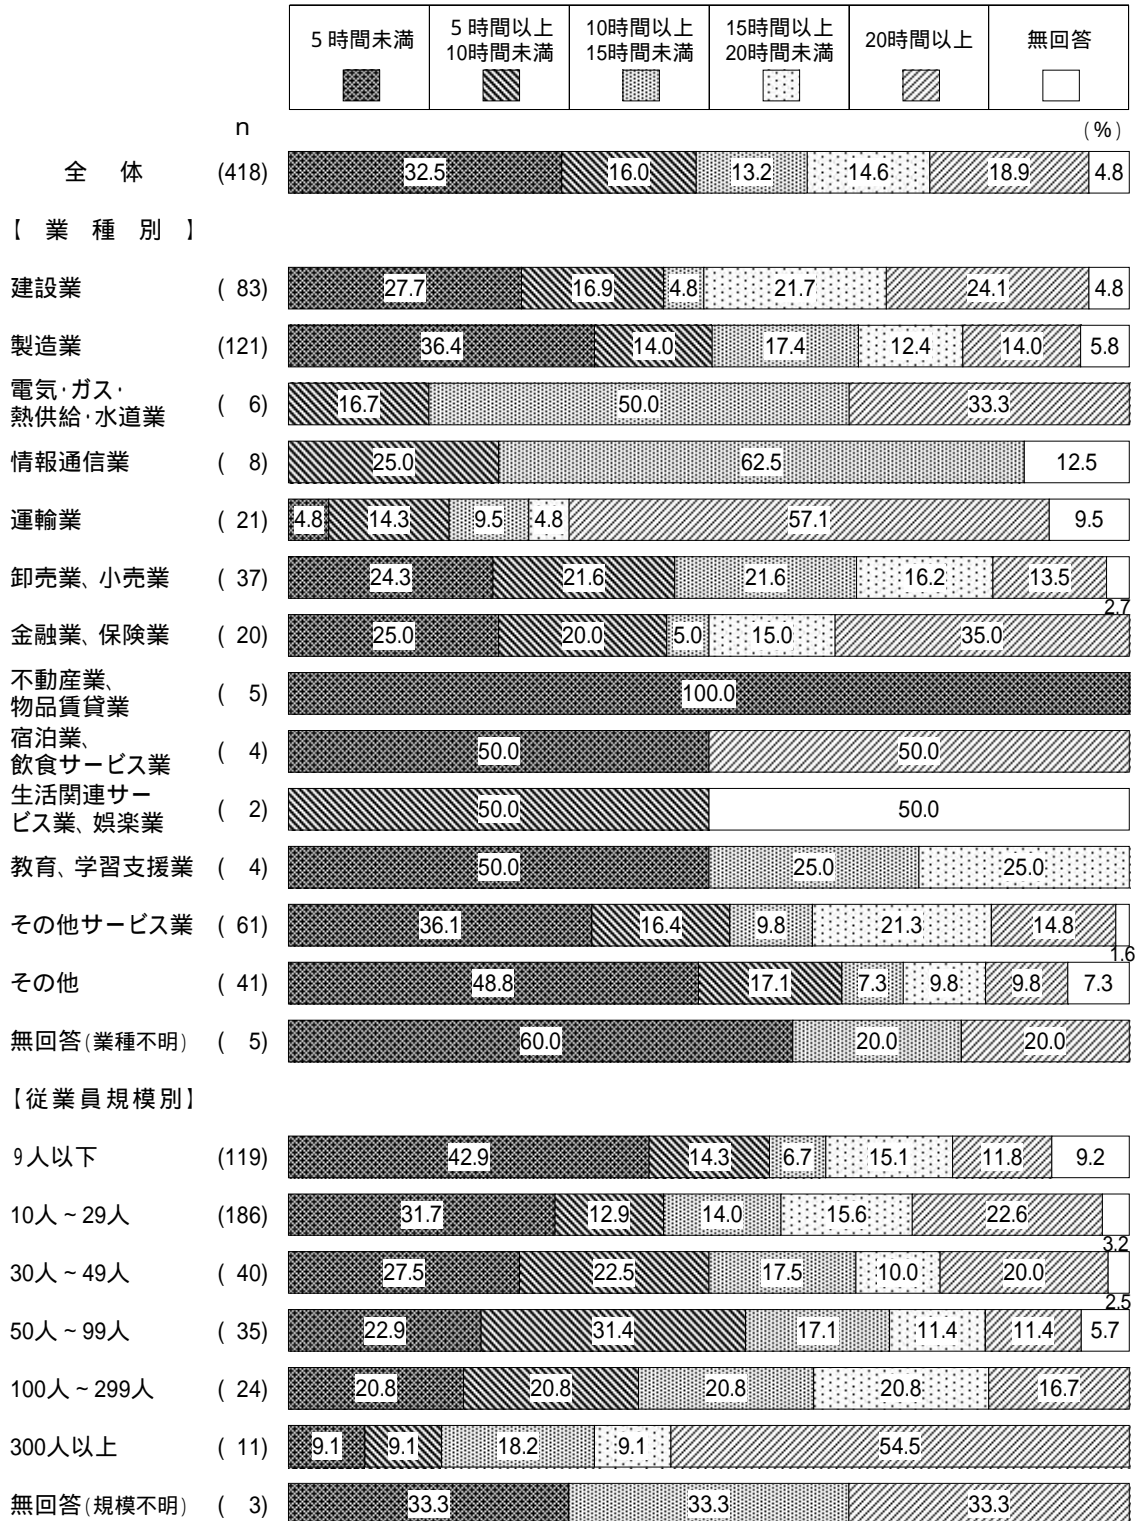 ５時間未満
５時間以上
10時間未満
10時間以上
15時間未満
15時間以上
20時間未満
20時間以上
無回答
n
(%)
全 体 (418) 32.5 16.0 13.2 14.6 18.9 4.8
【 業 種 別 】
建設業 ( 83) 27.7 16.9 4.8 21.7 24.1 4.8
製造業 (121) 36.4 14.0 17.4 12.4 14.0 5.8
電気・ガス・
熱供給・水道業 ( 6) 16.7 50.0 33.3
情報通信業 ( 8) 25.0 62.5 12.5
運輸業 ( 21) 4.8 14.3 9.5 4.8 57.1 9.5
卸売業、小売業 ( 37) 24.3 21.6 21.6 16.2 13.5 2.7
金融業、保険業 ( 20) 25.0 20.0 5.0 15.0 35.0
不動産業、
物品賃貸業 ( 5) 100.0
宿泊業、
飲食サービス業 ( 4) 50.0 50.0
生活関連サー
ビス業、娯楽業 ( 2) 50.0 50.0
教育、学習支援業 ( 4) 50.0 25.0 25.0
その他サービス業 ( 61) 36.1 16.4 9.8 21.3 14.8 1.6
その他 ( 41) 48.8 17.1 7.3 9.8 9.8 7.3
無回答(業種不明) ( 5) 60.0 20.0 20.0
【従業員規模別】
9人以下 (119) 42.9 14.3 6.7 15.1 11.8 9.2
10人～29人 (186) 31.7 12.9 14.0 15.6 22.6 3.2
30人～49人 ( 40) 27.5 22.5 17.5 10.0 20.0 2.5
50人～99人 ( 35) 22.9 31.4 17.1 11.4 11.4 5.7
100人～299人 ( 24) 20.8 20.8 20.8 20.8 16.7
300人以上 ( 11) 9.1 9.1 18.2 9.1 54.5
無回答(規模不明) ( 3) 33.3 33.3 33.3